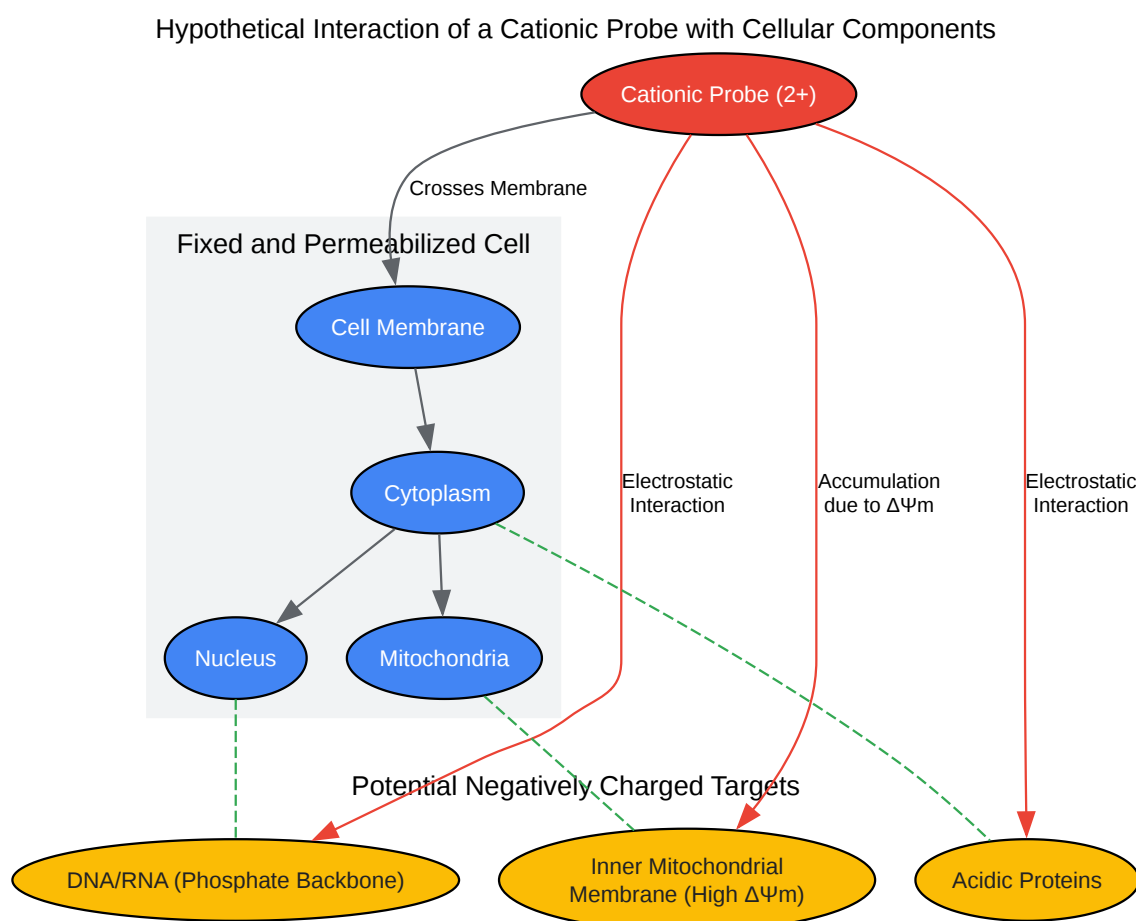 Hypothetical Interaction of a Cationic Probe with Cellular Components
Cationic Probe (2+)
Crosses Membrane
Fixed and Permeabilized Cell
Cell Membrane
Cytoplasm
Electrostatic
Interaction
Accumulation
due to ΔΨm
Electrostatic
Interaction
Nucleus
Mitochondria
Potential Negatively Charged Targets
DNA/RNA (Phosphate Backbone)
Inner Mitochondrial
Membrane (High ΔΨm)
Acidic Proteins